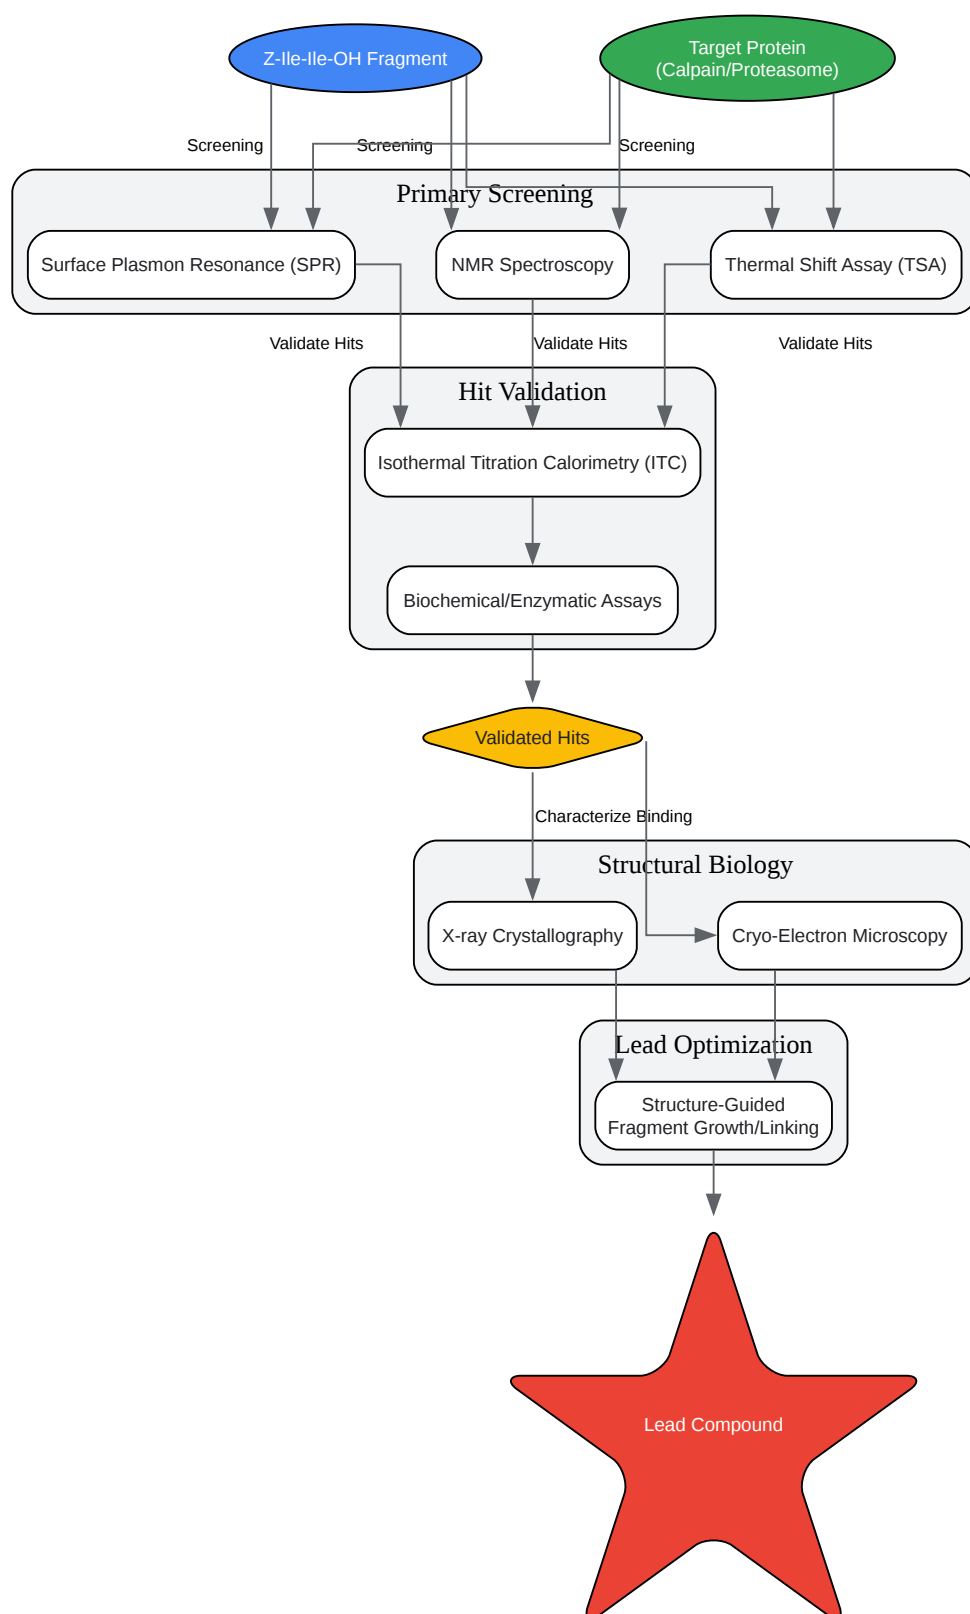 Z-Ile-Ile-OH Fragment
Target Protein
(Calpain/Proteasome)
Screening
Screening
Screening
Primary Screening
Surface Plasmon Resonance (SPR)
NMR Spectroscopy
Thermal Shift Assay (TSA)
Validate Hits
Validate Hits
Validate Hits
Hit Validation
Isothermal Titration Calorimetry (ITC)
Biochemical/Enzymatic Assays
Validated Hits
Characterize Binding
Structural Biology
X-ray Crystallography
Cryo-Electron Microscopy
Lead Optimization
Structure-Guided
Fragment Growth/Linking
Lead Compound